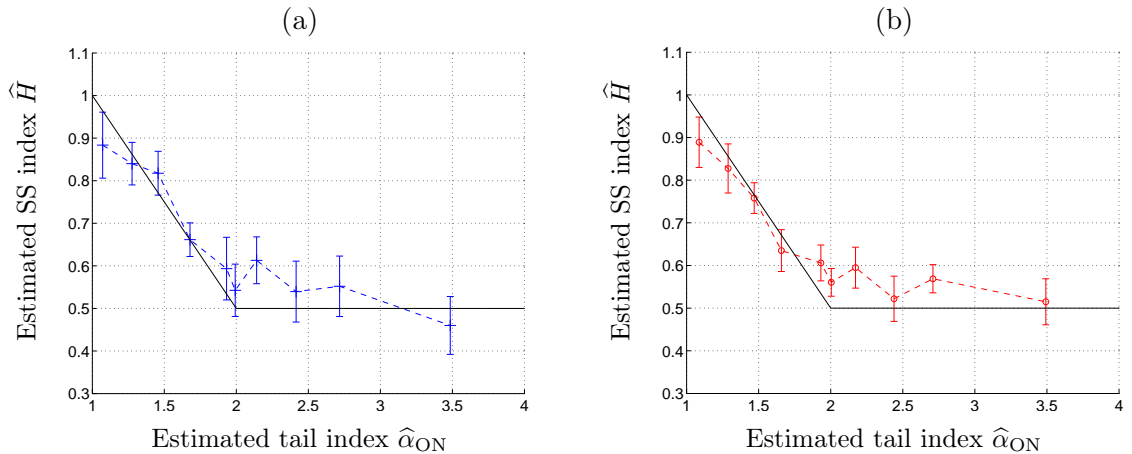 (a)
1.1
1
0.9
0.8
0.7
0.6
0.5
0.4
0.3
1 1.5 2 2.5 3 3.5 4
Estimated SS index Ĥ
Estimated tail index α̂ON
(b)
1.1
1
0.9
0.8
0.7
0.6
0.5
0.4
0.3
1 1.5 2 2.5 3 3.5 4
Estimated SS index Ĥ
Estimated tail index α̂ON